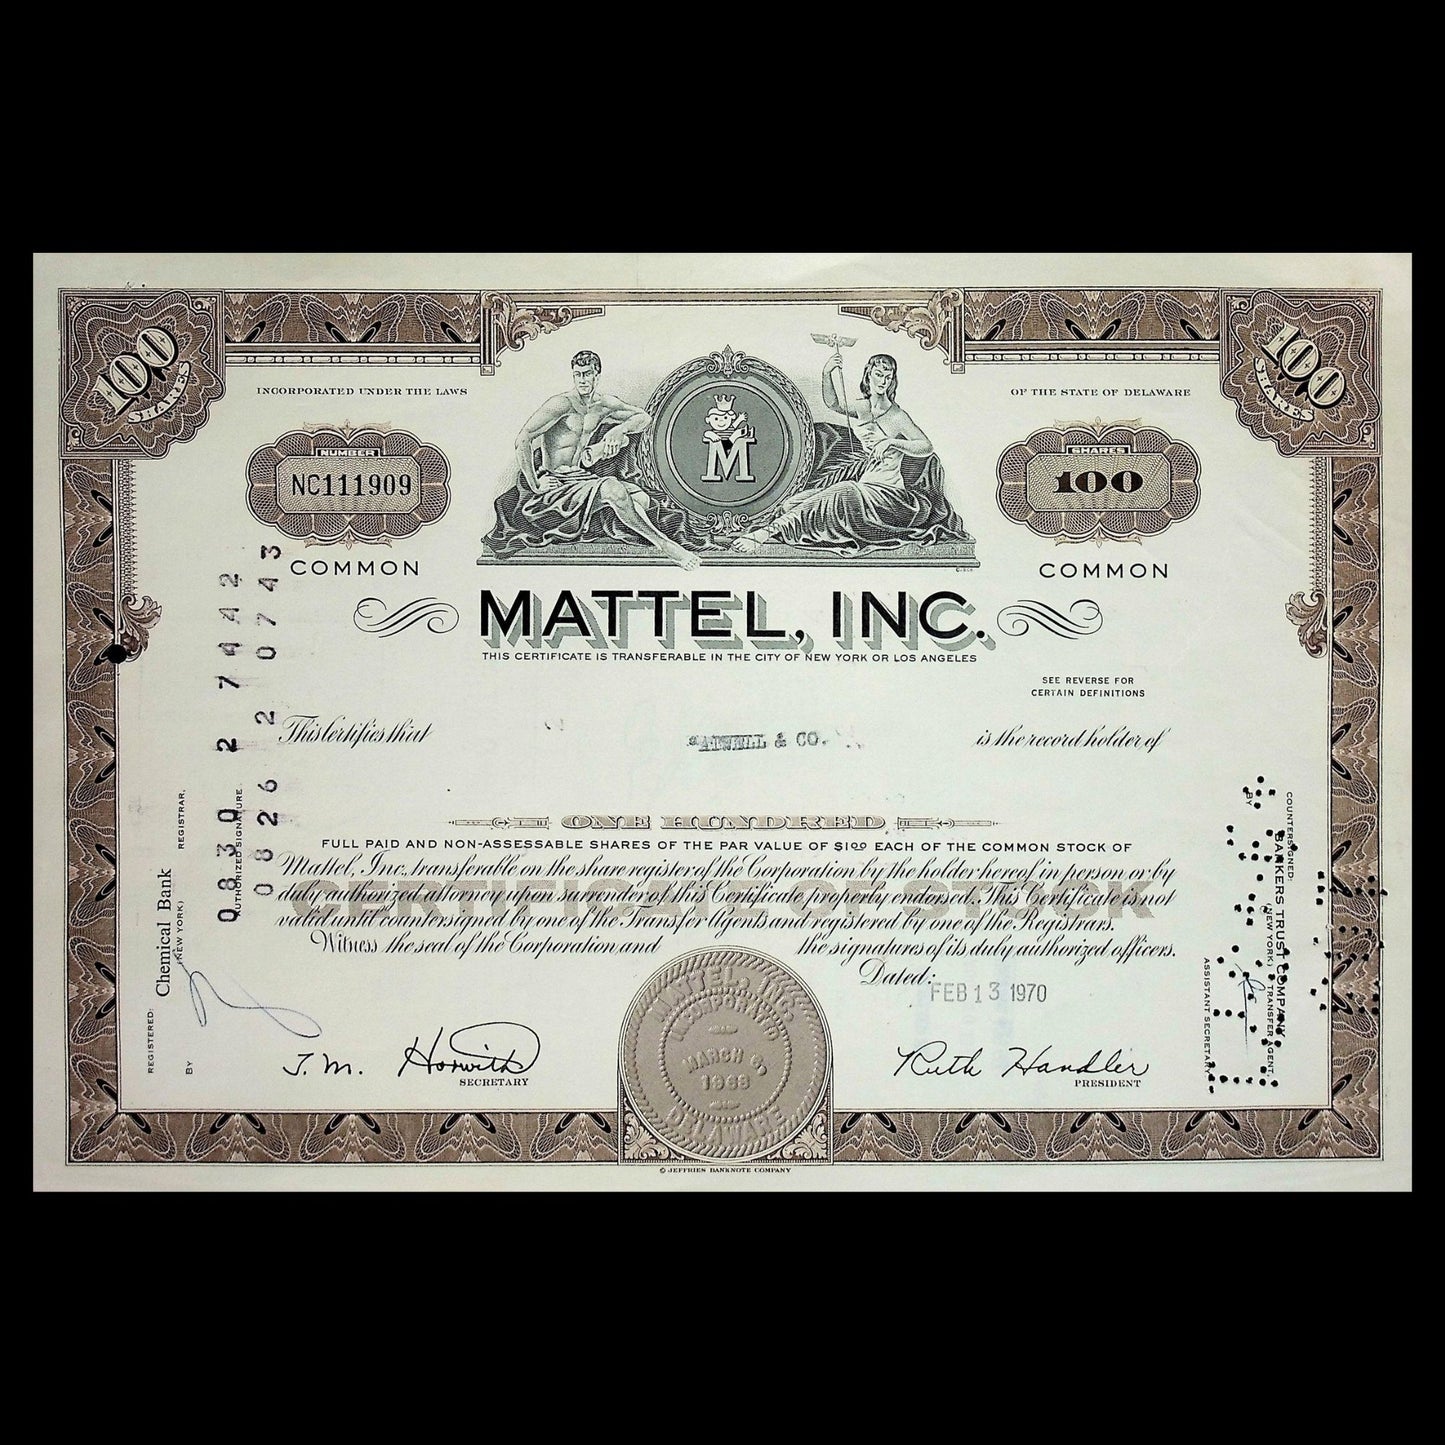 100 SHARES
100 SHARES
INCORPORATED UNDER THE LAWS
OF THE STATE OF DELAWARE
M
NUMBER
NC111909
COMMON
SHARES
100
COMMON
MATTEL, INC.
THIS CERTIFICATE IS TRANSFERABLE IN THE CITY OF NEW YORK OR LOS ANGELES
SEE REVERSE FOR
CERTAIN DEFINITIONS
This Certifies that
& CO.
is the record holder of
ONE HUNDRED
FULL PAID AND NON-ASSESSABLE SHARES OF THE PAR VALUE OF $1.00 EACH OF THE COMMON STOCK OF
Mattel, Inc., transferable on the share register of the Corporation by the holder hereof in person or by
duly authorized attorney upon surrender of this Certificate properly endorsed. This Certificate is not
valid until countersigned by one of the Transfer Agents and registered by one of the Registrars.
CERTIFICATE OF STOCK
Witness the seal of the Corporation and the signatures of its duly authorized officers.
Dated:
FEB 13 1970
J. M. Horwith
SECRETARY
Ruth Handler
PRESIDENT
MATTEL, INC.
INCORPORATED
MARCH 6,
1968
DELAWARE
© JEFFRIES BANKNOTE COMPANY
REGISTERED:
Chemical Bank
(NEW YORK) REGISTRAR,
BY
AUTHORIZED SIGNATURE
0830 2 7442
0826 2 0743
COUNTERSIGNED:
BANKERS TRUST COMPANY
(NEW YORK) TRANSFER AGENT,
BY
ASSISTANT SECRETARY